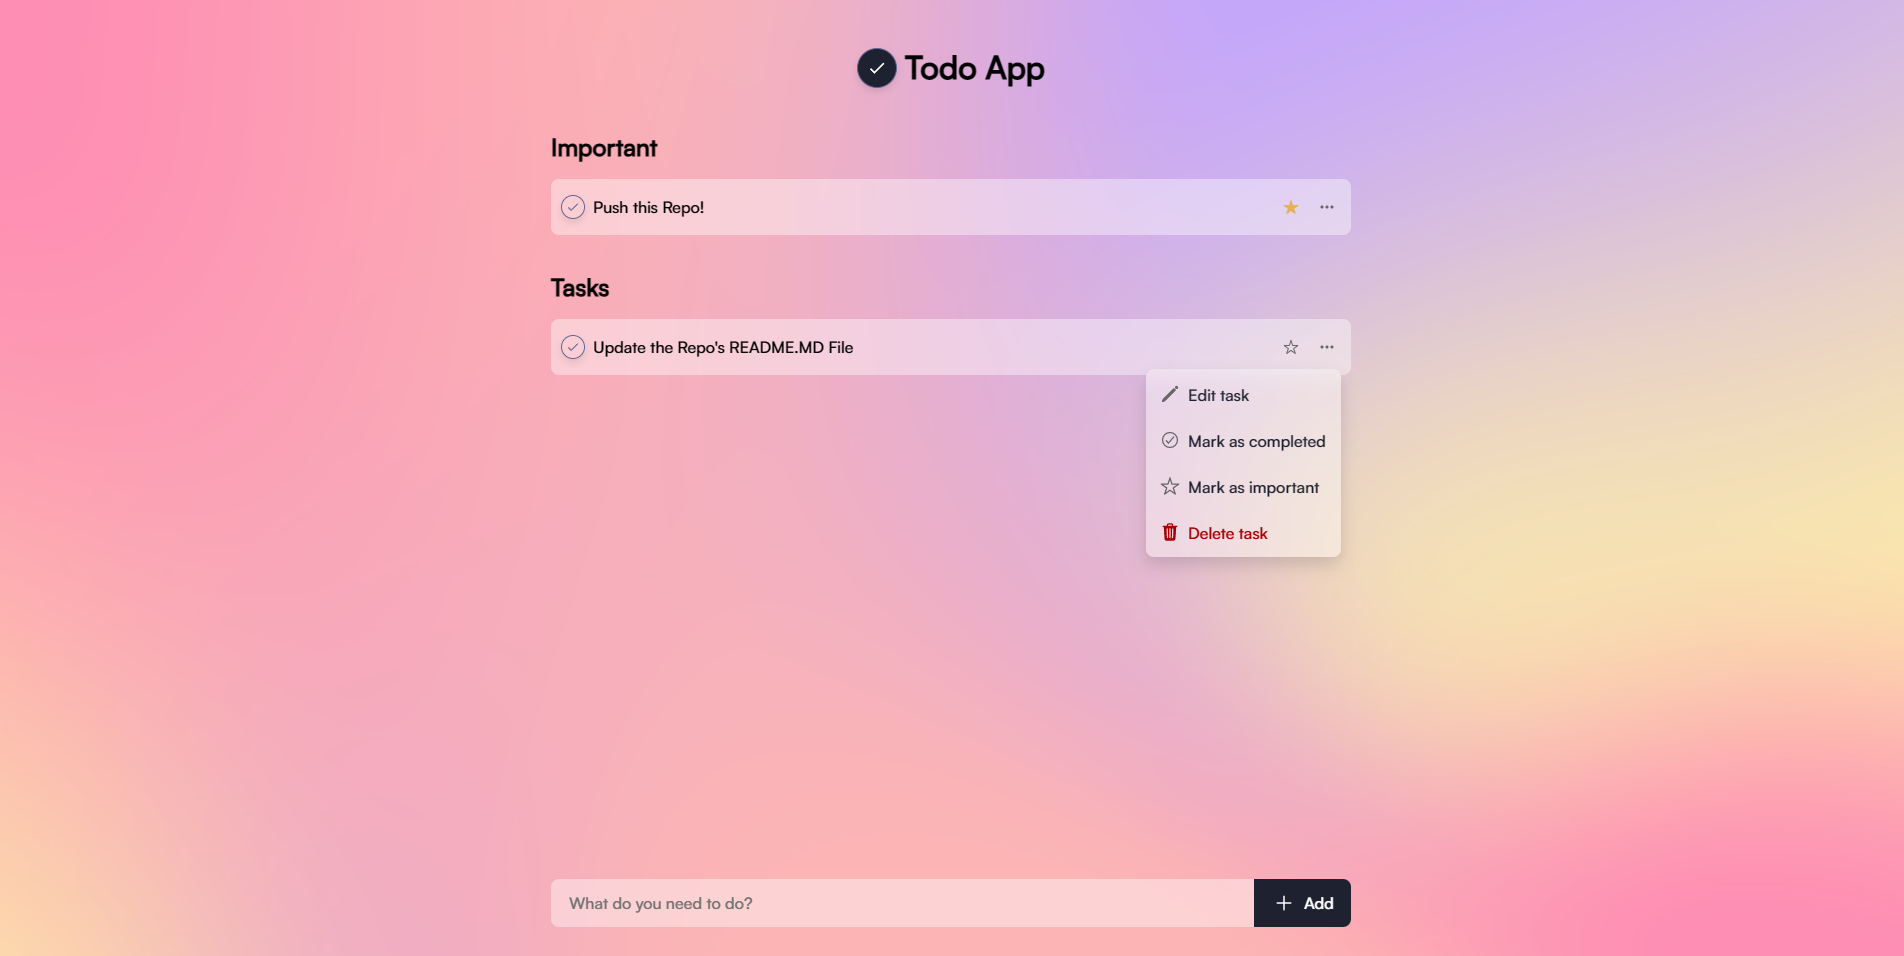 Todo App
Important
Push this Repo!
Tasks
Update the Repo's README.MD File
Edit task
Mark as completed
Mark as important
Delete task
What do you need to do?
Add